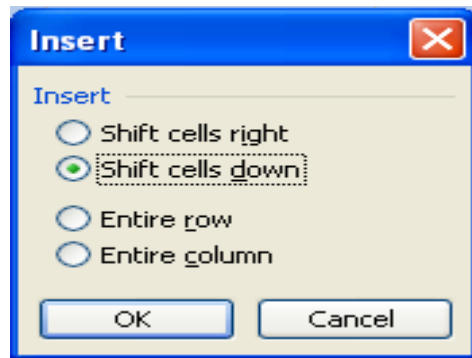 Insert
Insert
Shift cells right
Shift cells down
Entire row
Entire column
OK Cancel